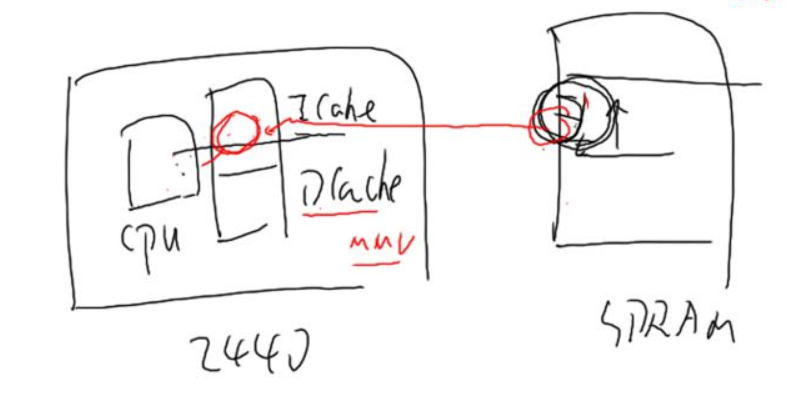 ICahe
DCache
CPU
MMU
SDRAM
2440